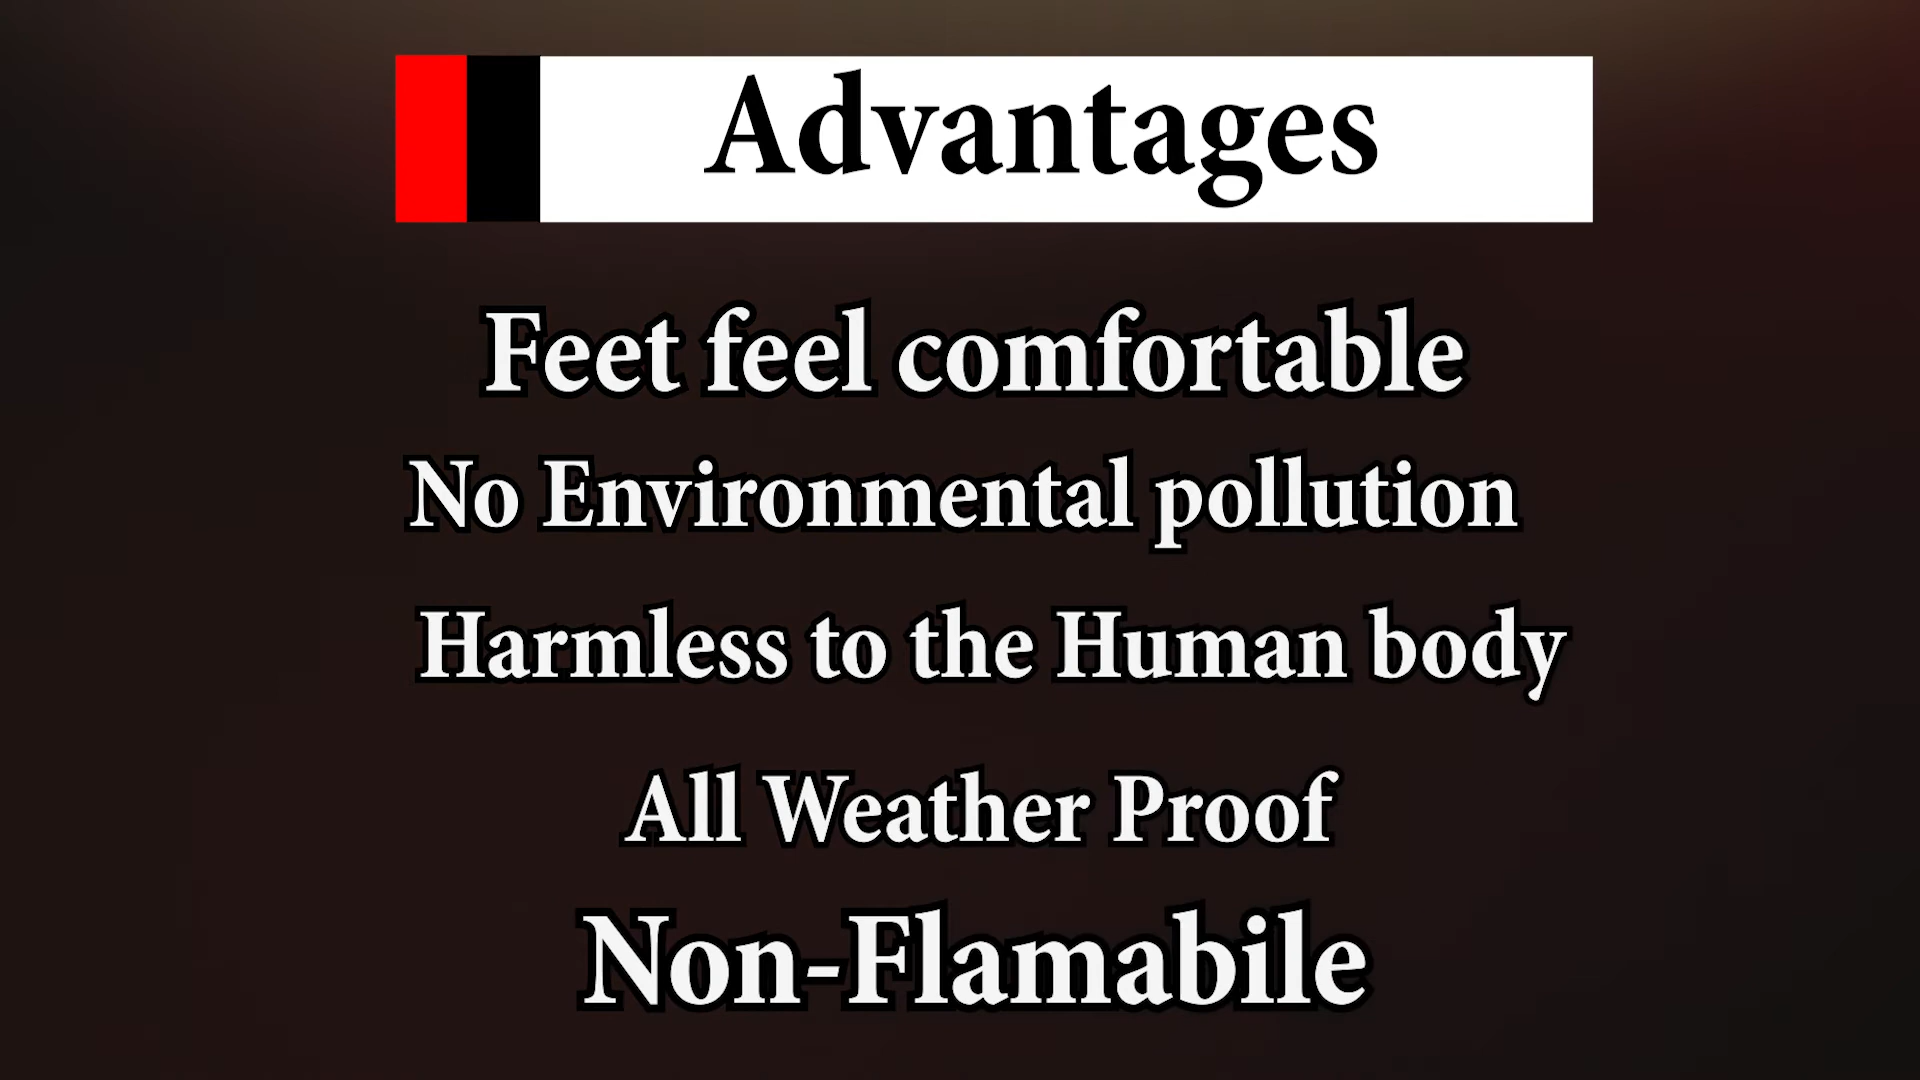 Advantages
Feet feel comfortable
No Environmental pollution
Harmless to the Human body
All Weather Proof
Non-Flamabile